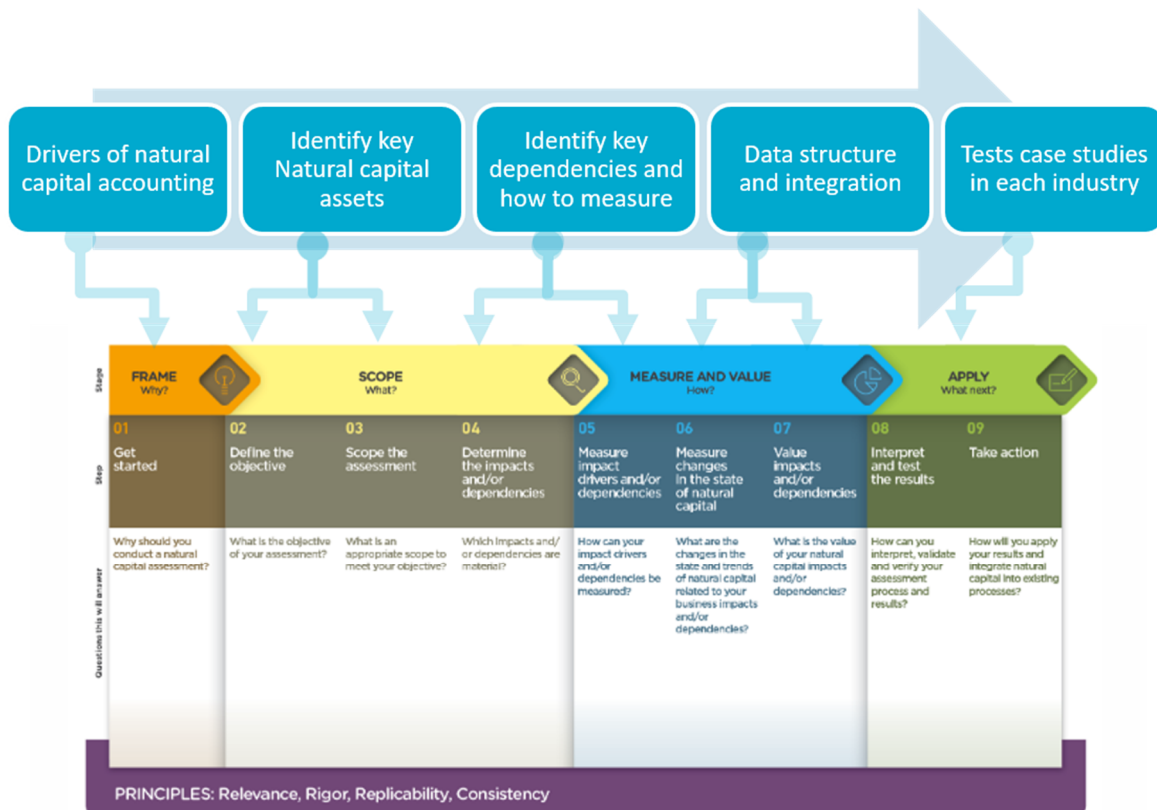 Drivers of natural
capital accounting
Identify key
Natural capital
assets
Identify key
dependencies and
how to measure
Data structure
and integration
Tests case studies
in each industry
Stage
FRAME
Why?
SCOPE
What?
MEASURE AND VALUE
How?
APPLY
What next?
Step
01
Get
started
02
Define the
objective
03
Scope the
assessment
04
Determine
the impacts
and/or
dependencies
05
Measure
impact
drivers and/or
dependencies
06
Measure
changes
in the state
of natural
capital
07
Value
impacts
and/or
dependencies
08
Interpret
and test
the results
09
Take action
Questions this will answer
Why should you
conduct a natural
capital assessment?
What is the objective
of your assessment?
What is an
appropriate scope to
meet your objective?
Which impacts and/
or dependencies are
material?
How can your
impact drivers
and/or
dependencies be
measured?
What are the
changes in the
state and trends
of natural capital
related to your
business impacts
and/or
dependencies?
What is the value
of your natural
capital impacts
and/or
dependencies?
How can you
interpret, validate
and verify your
assessment
process and
results?
How will you apply
your results and
integrate natural
capital into existing
processes?
PRINCIPLES: Relevance, Rigor, Replicability, Consistency